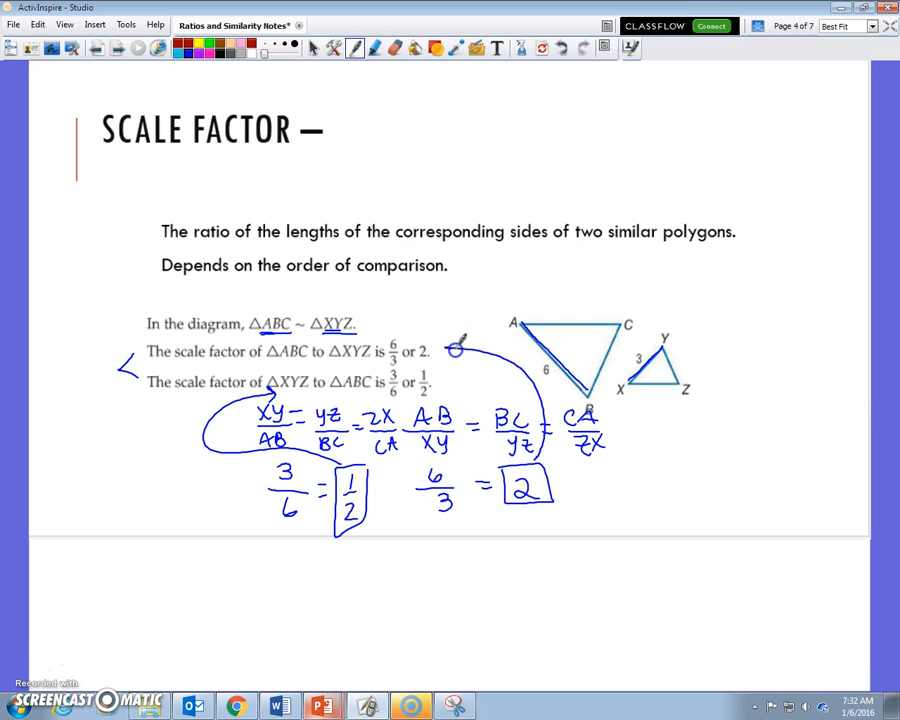 ActivInspire - Studio
File Edit View Insert Tools Help Ratios and Similarity Notes* CLASSFLOW Connect Page 4 of 7 Best Fit
SCALE FACTOR –
The ratio of the lengths of the corresponding sides of two similar polygons.
Depends on the order of comparison.
In the diagram, △ABC ~ △XYZ.
The scale factor of △ABC to △XYZ is 6/3 or 2.
The scale factor of △XYZ to △ABC is 3/6 or 1/2.
A C
B
6
Y
3
X Z
XY/AB = YZ/BC = ZX/CA
AB/XY = BC/YZ = CA/ZX
3/6 = 1/2
6/3 = 2
Recorded with
SCREENCAST O MATIC
7:32 AM
1/6/2016